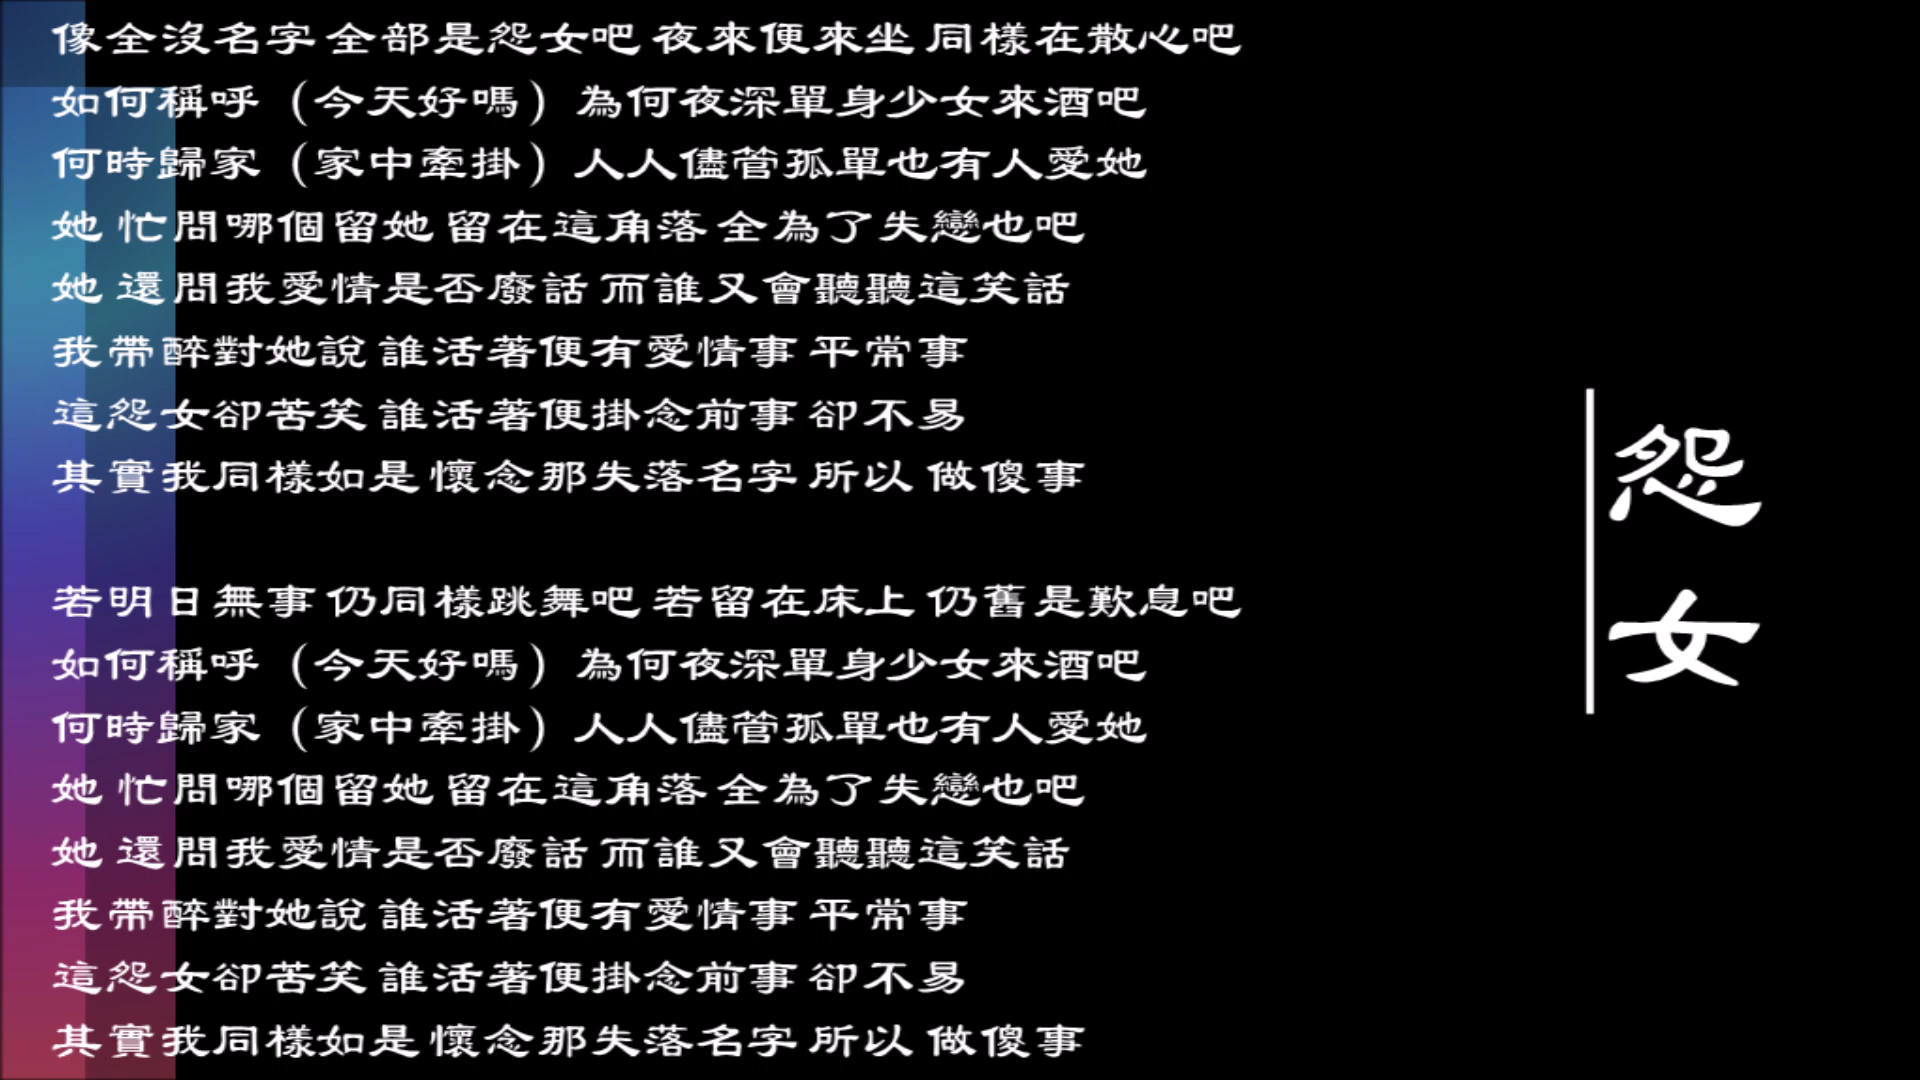 像全沒名字 全部是怨女吧 夜來便來坐 同樣在散心吧
如何稱呼（今天好嗎）為何夜深單身少女來酒吧
何時歸家（家中牽掛）人人儘管孤單也有人愛她
她 忙問哪個留她 留在這角落 全為了失戀也吧
她 還問我愛情是否廢話 而誰又會聽聽這笑話
我帶醉對她說 誰活著便有愛情事 平常事
這怨女卻苦笑 誰活著便掛念前事 卻不易
其實我同樣如是 懷念那失落名字 所以 做傻事
若明日無事 仍同樣跳舞吧 若留在床上 仍舊是歎息吧
如何稱呼（今天好嗎）為何夜深單身少女來酒吧
何時歸家（家中牽掛）人人儘管孤單也有人愛她
她 忙問哪個留她 留在這角落 全為了失戀也吧
她 還問我愛情是否廢話 而誰又會聽聽這笑話
我帶醉對她說 誰活著便有愛情事 平常事
這怨女卻苦笑 誰活著便掛念前事 卻不易
其實我同樣如是 懷念那失落名字 所以 做傻事
怨女